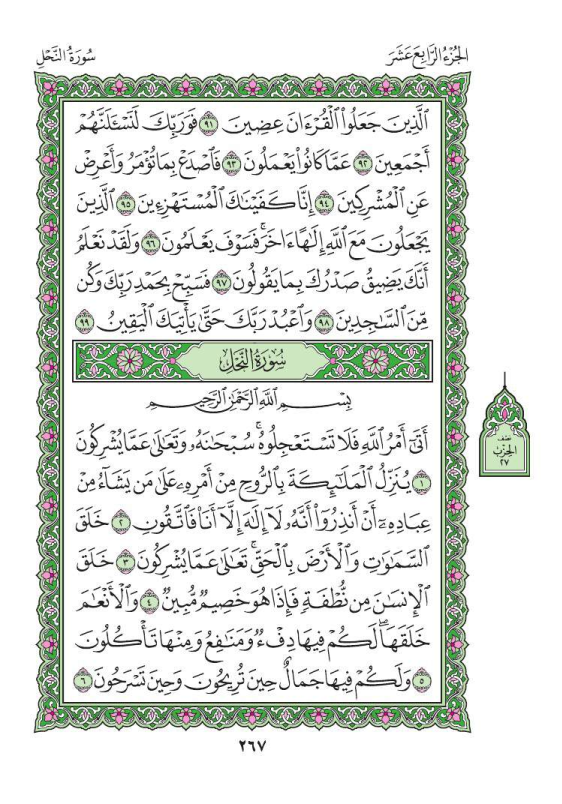 الجُزْءُ الرَّابِعَ عَشَرَ
سُورَةُ النَّحْلِ
ٱلَّذِينَ جَعَلُوا۟ ٱلْقُرْءَانَ عِضِينَ ٩١ فَوَرَبِّكَ لَنَسْـَٔلَنَّهُمْ
أَجْمَعِينَ ٩٢ عَمَّا كَانُوا۟ يَعْمَلُونَ ٩٣ فَٱصْدَعْ بِمَا تُؤْمَرُ وَأَعْرِضْ
عَنِ ٱلْمُشْرِكِينَ ٩٤ إِنَّا كَفَيْنَـٰكَ ٱلْمُسْتَهْزِءِينَ ٩٥ ٱلَّذِينَ
يَجْعَلُونَ مَعَ ٱللَّهِ إِلَـٰهًا ءَاخَرَ ۚ فَسَوْفَ يَعْلَمُونَ ٩٦ وَلَقَدْ نَعْلَمُ
أَنَّكَ يَضِيقُ صَدْرُكَ بِمَا يَقُولُونَ ٩٧ فَسَبِّحْ بِحَمْدِ رَبِّكَ وَكُن
مِّنَ ٱلسَّـٰجِدِينَ ٩٨ وَٱعْبُدْ رَبَّكَ حَتَّىٰ يَأْتِيَكَ ٱلْيَقِينُ ٩٩
سُورَةُ النَّحْلِ
بِسْمِ ٱللَّهِ ٱلرَّحْمَـٰنِ ٱلرَّحِيمِ
أَتَىٰٓ أَمْرُ ٱللَّهِ فَلَا تَسْتَعْجِلُوهُ ۚ سُبْحَـٰنَهُۥ وَتَعَـٰلَىٰ عَمَّا يُشْرِكُونَ
١ يُنَزِّلُ ٱلْمَلَـٰٓئِكَةَ بِٱلرُّوحِ مِنْ أَمْرِهِۦ عَلَىٰ مَن يَشَآءُ مِنْ
عِبَادِهِۦٓ أَنْ أَنذِرُوٓا۟ أَنَّهُۥ لَآ إِلَـٰهَ إِلَّآ أَنَا۠ فَٱتَّقُونِ ٢ خَلَقَ
ٱلسَّمَـٰوَٰتِ وَٱلْأَرْضَ بِٱلْحَقِّ ۚ تَعَـٰلَىٰ عَمَّا يُشْرِكُونَ ٣ خَلَقَ
ٱلْإِنسَـٰنَ مِن نُّطْفَةٍ فَإِذَا هُوَ خَصِيمٌ مُّبِينٌ ٤ وَٱلْأَنْعَـٰمَ
خَلَقَهَا ۗ لَكُمْ فِيهَا دِفْءٌ وَمَنَـٰفِعُ وَمِنْهَا تَأْكُلُونَ
٥ وَلَكُمْ فِيهَا جَمَالٌ حِينَ تُرِيحُونَ وَحِينَ تَسْرَحُونَ ٦
نصف
الحِزْب
٢٧
٢٦٧